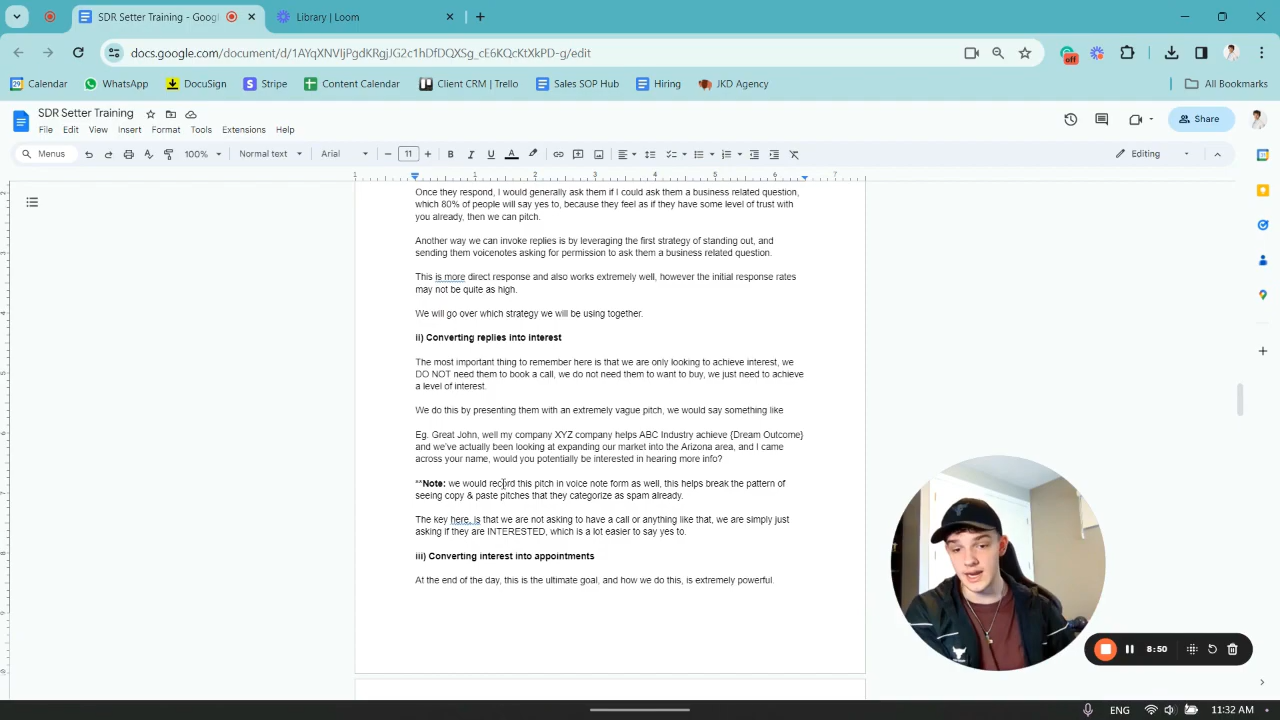 SDR Setter Training - Googl
Library | Loom
docs.google.com/document/d/1AYqXNVIjPgdKRgjJG2c1hDfDQXSg_cE6KQcKtXkPD-g/edit
off
Calendar
WhatsApp
DocuSign
Stripe
Content Calendar
Client CRM | Trello
Sales SOP Hub
Hiring
JKD Agency
All Bookmarks
SDR Setter Training
File Edit View Insert Format Tools Extensions Help
Share
Menus
100%
Normal text
Arial
11
Editing
1 1 2 3 4 5 6 7
Once they respond, I would generally ask them if I could ask them a business related question,
which 80% of people will say yes to, because they feel as if they have some level of trust with
you already, then we can pitch.
Another way we can invoke replies is by leveraging the first strategy of standing out, and
sending them voicenotes asking for permission to ask them a business related question.
This is more direct response and also works extremely well, however the initial response rates
may not be quite as high.
We will go over which strategy we will be using together.
ii) Converting replies into interest
The most important thing to remember here is that we are only looking to achieve interest, we
DO NOT need them to book a call, we do not need them to want to buy, we just need to achieve
a level of interest.
We do this by presenting them with an extremely vague pitch, we would say something like
Eg. Great John, well my company XYZ company helps ABC Industry achieve {Dream Outcome}
and we've actually been looking at expanding our market into the Arizona area, and I came
across your name, would you potentially be interested in hearing more info?
**Note: we would record this pitch in voice note form as well, this helps break the pattern of
seeing copy & paste pitches that they categorize as spam already.
The key here, is that we are not asking to have a call or anything like that, we are simply just
asking if they are INTERESTED, which is a lot easier to say yes to.
iii) Converting interest into appointments
At the end of the day, this is the ultimate goal, and how we do this, is extremely powerful.
8:50
ENG
11:32 AM